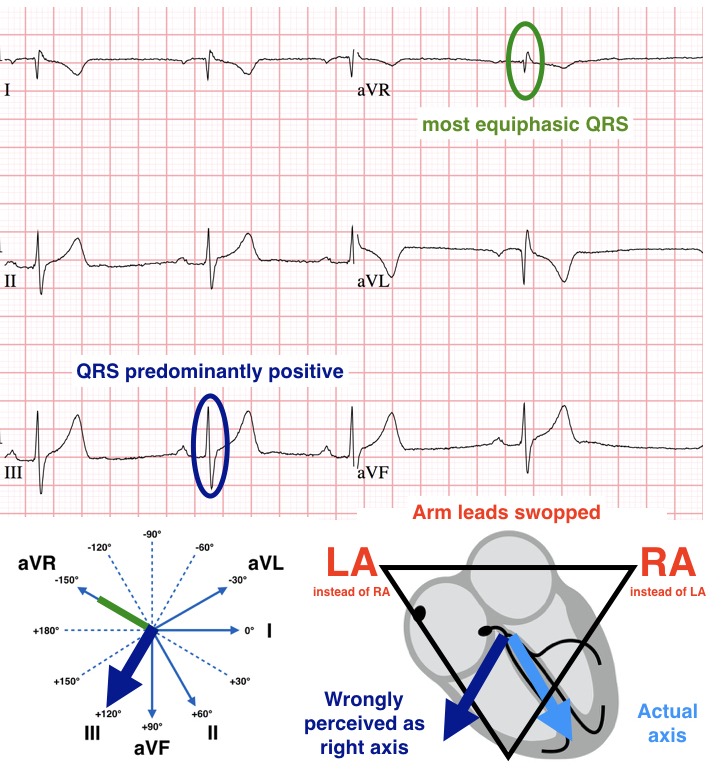 I
aVR
most equiphasic QRS
II
aVL
QRS predominantly positive
III
aVF
Arm leads swopped
-90°
-120°
-60°
aVR
aVL
-150°
-30°
+180°
0°
I
+150°
+30°
+120°
+90°
+60°
III
aVF
II
LA
instead of RA
RA
instead of LA
Wrongly
perceived as
right axis
Actual
axis